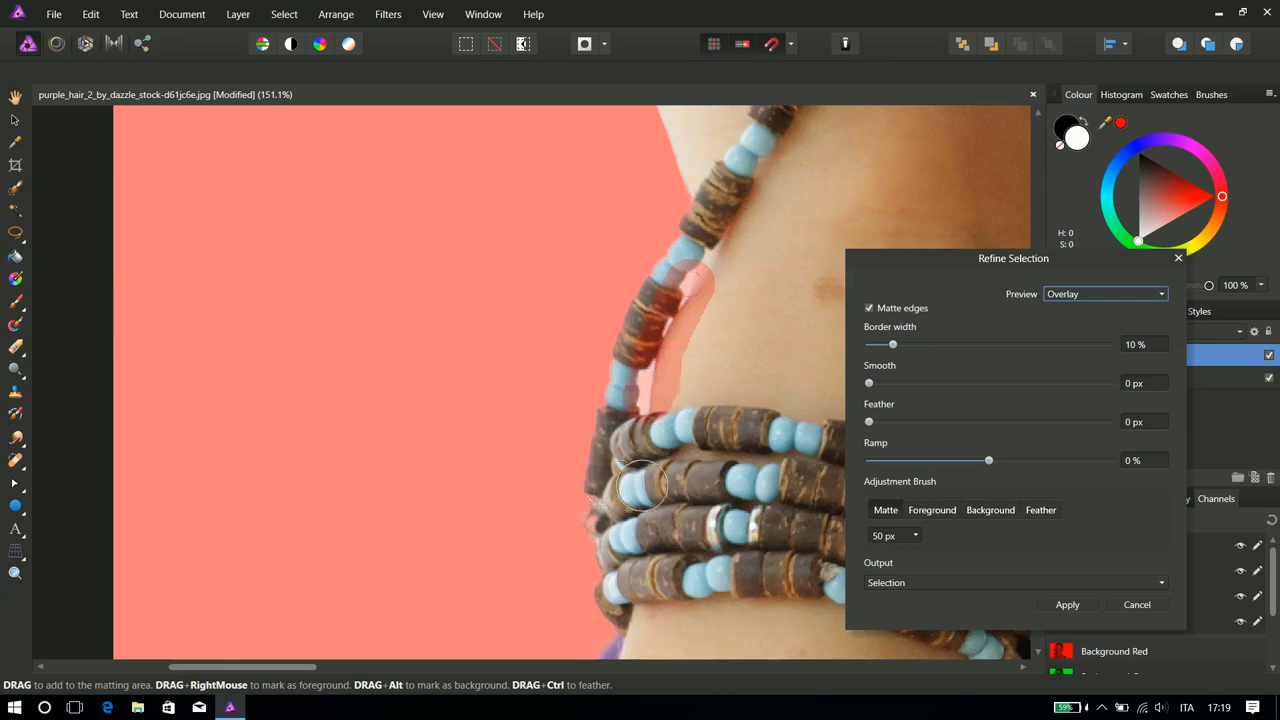 File Edit Text Document Layer Select Arrange Filters View Window Help
purple_hair_2_by_dazzle_stock-d61jc6e.jpg [Modified] (151.1%)
Colour Histogram Swatches Brushes
H: 0
S: 0
100 %
Styles
Refine Selection
Preview Overlay
Matte edges
Border width
10 %
Smooth
0 px
Feather
0 px
Ramp
0 %
Adjustment Brush
Matte Foreground Background Feather
50 px
Output
Selection
Apply Cancel
Channels
Background Red
DRAG to add to the matting area. DRAG+RightMouse to mark as foreground. DRAG+Alt to mark as background. DRAG+Ctrl to feather.
59% ITA 17:19